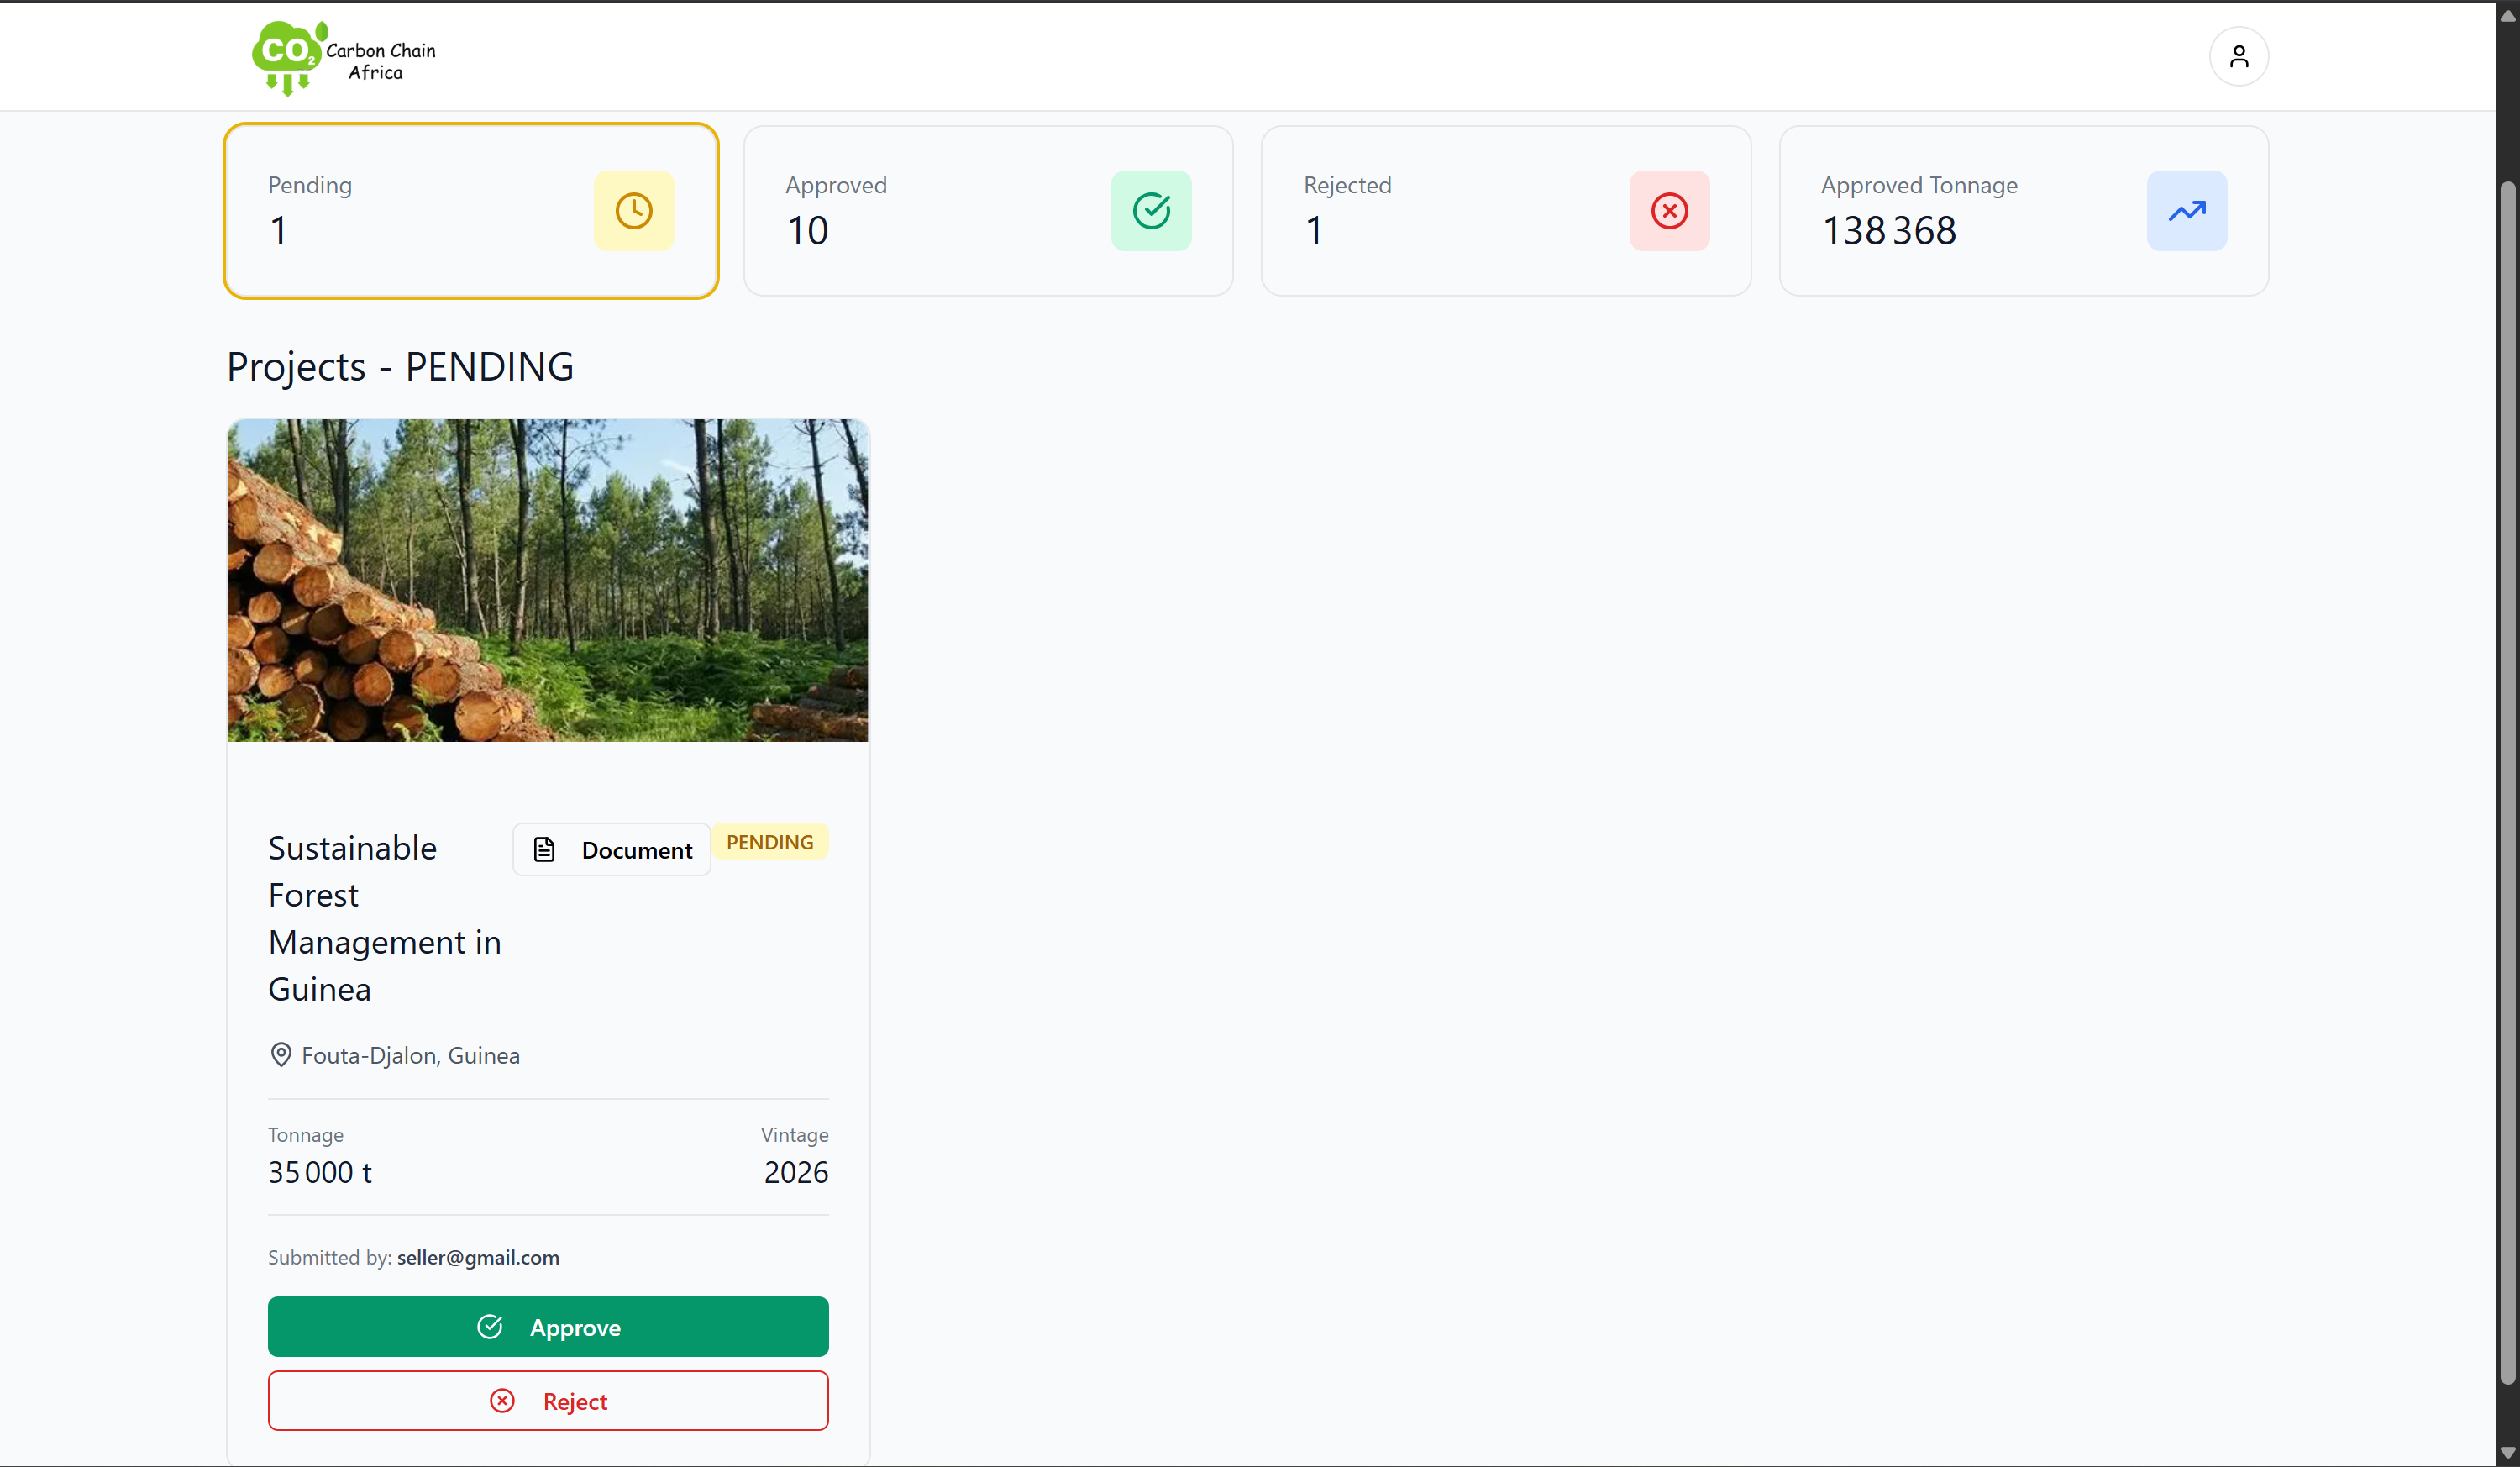 CO2
Carbon Chain
Africa
Pending
1
Approved
10
Rejected
1
Approved Tonnage
138 368
Projects - PENDING
Sustainable
Forest
Management in
Guinea
Document
PENDING
Fouta-Djalon, Guinea
Tonnage
Vintage
35 000 t
2026
Submitted by: seller@gmail.com
Approve
Reject